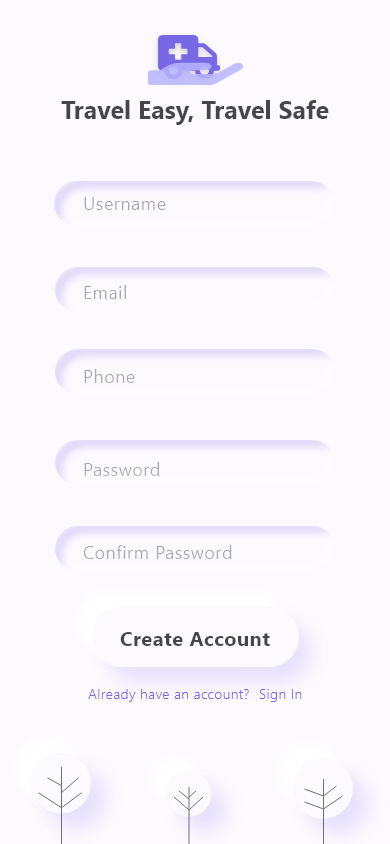 Travel Easy, Travel Safe
Username
Email
Phone
Password
Confirm Password
Create Account
Already have an account? Sign In